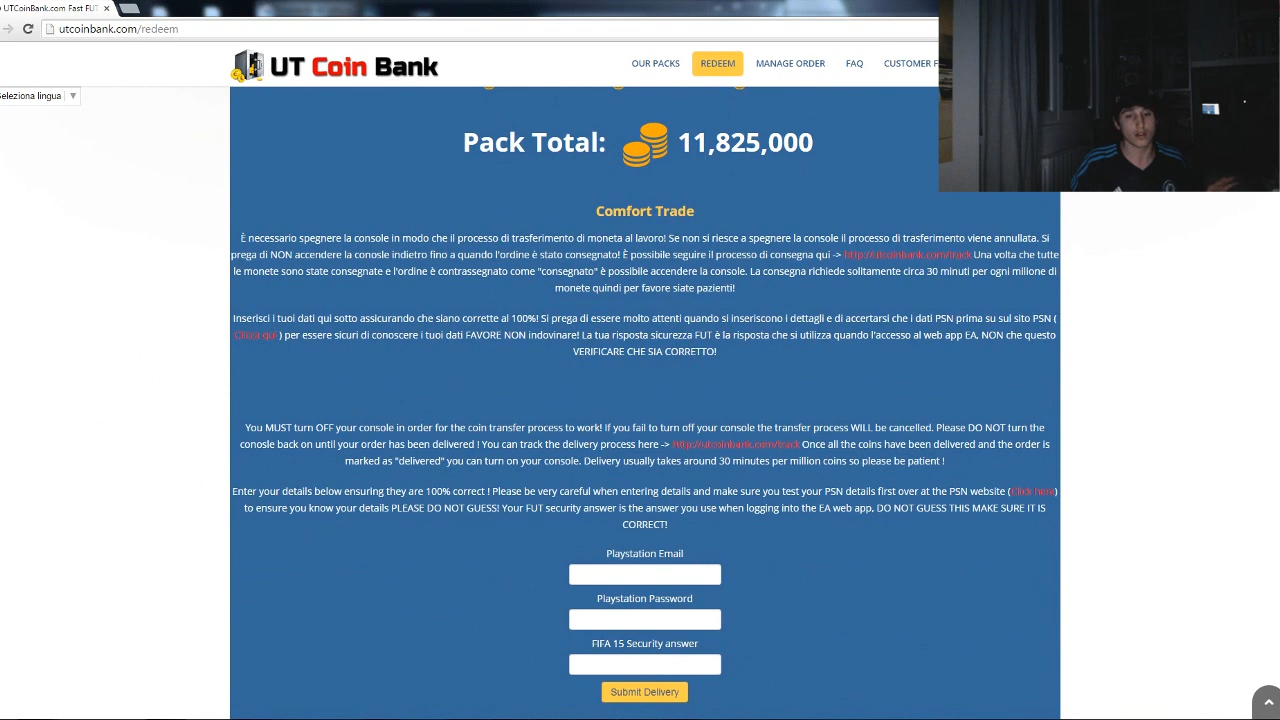 UTCoinBank.com Fast FUT
utcoinbank.com/redeem
UT Coin Bank
OUR PACKS
REDEEM
MANAGE ORDER
FAQ
CUSTOMER F
Seleziona lingua
Pack Total: 11,825,000
Comfort Trade
È necessario spegnere la console in modo che il processo di trasferimento di moneta al lavoro! Se non si riesce a spegnere la console il processo di trasferimento viene annullata. Si
prega di NON accendere la conosle indietro fino a quando l'ordine è stato consegnato! È possibile seguire il processo di consegna qui -> http://utcoinbank.com/track Una volta che tutte
le monete sono state consegnate e l'ordine è contrassegnato come "consegnato" è possibile accendere la console. La consegna richiede solitamente circa 30 minuti per ogni milione di
monete quindi per favore siate pazienti!
Inserisci i tuoi dati qui sotto assicurando che siano corrette al 100%! Si prega di essere molto attenti quando si inseriscono i dettagli e di accertarsi che i dati PSN prima su sul sito PSN (
Clicca qui ) per essere sicuri di conoscere i tuoi dati FAVORE NON indovinare! La tua risposta sicurezza FUT è la risposta che si utilizza quando l'accesso al web app EA, NON che questo
VERIFICARE CHE SIA CORRETTO!
You MUST turn OFF your console in order for the coin transfer process to work! If you fail to turn off your console the transfer process WILL be cancelled. Please DO NOT turn the
conosle back on until your order has been delivered ! You can track the delivery process here -> http://utcoinbank.com/track Once all the coins have been delivered and the order is
marked as "delivered" you can turn on your console. Delivery usually takes around 30 minutes per million coins so please be patient !
Enter your details below ensuring they are 100% correct ! Please be very careful when entering details and make sure you test your PSN details first over at the PSN website (Click here)
to ensure you know your details PLEASE DO NOT GUESS! Your FUT security answer is the answer you use when logging into the EA web app, DO NOT GUESS THIS MAKE SURE IT IS
CORRECT!
Playstation Email
Playstation Password
FIFA 15 Security answer
Submit Delivery